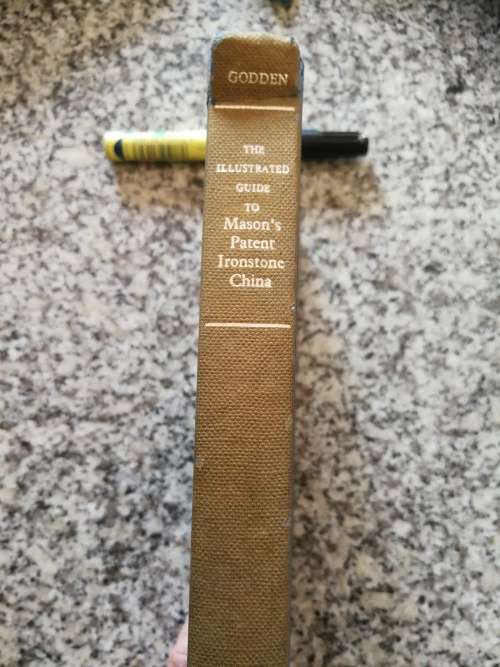 GODDEN
THE
ILLUSTRATED
GUIDE
TO
Mason's
Patent
Ironstone
China